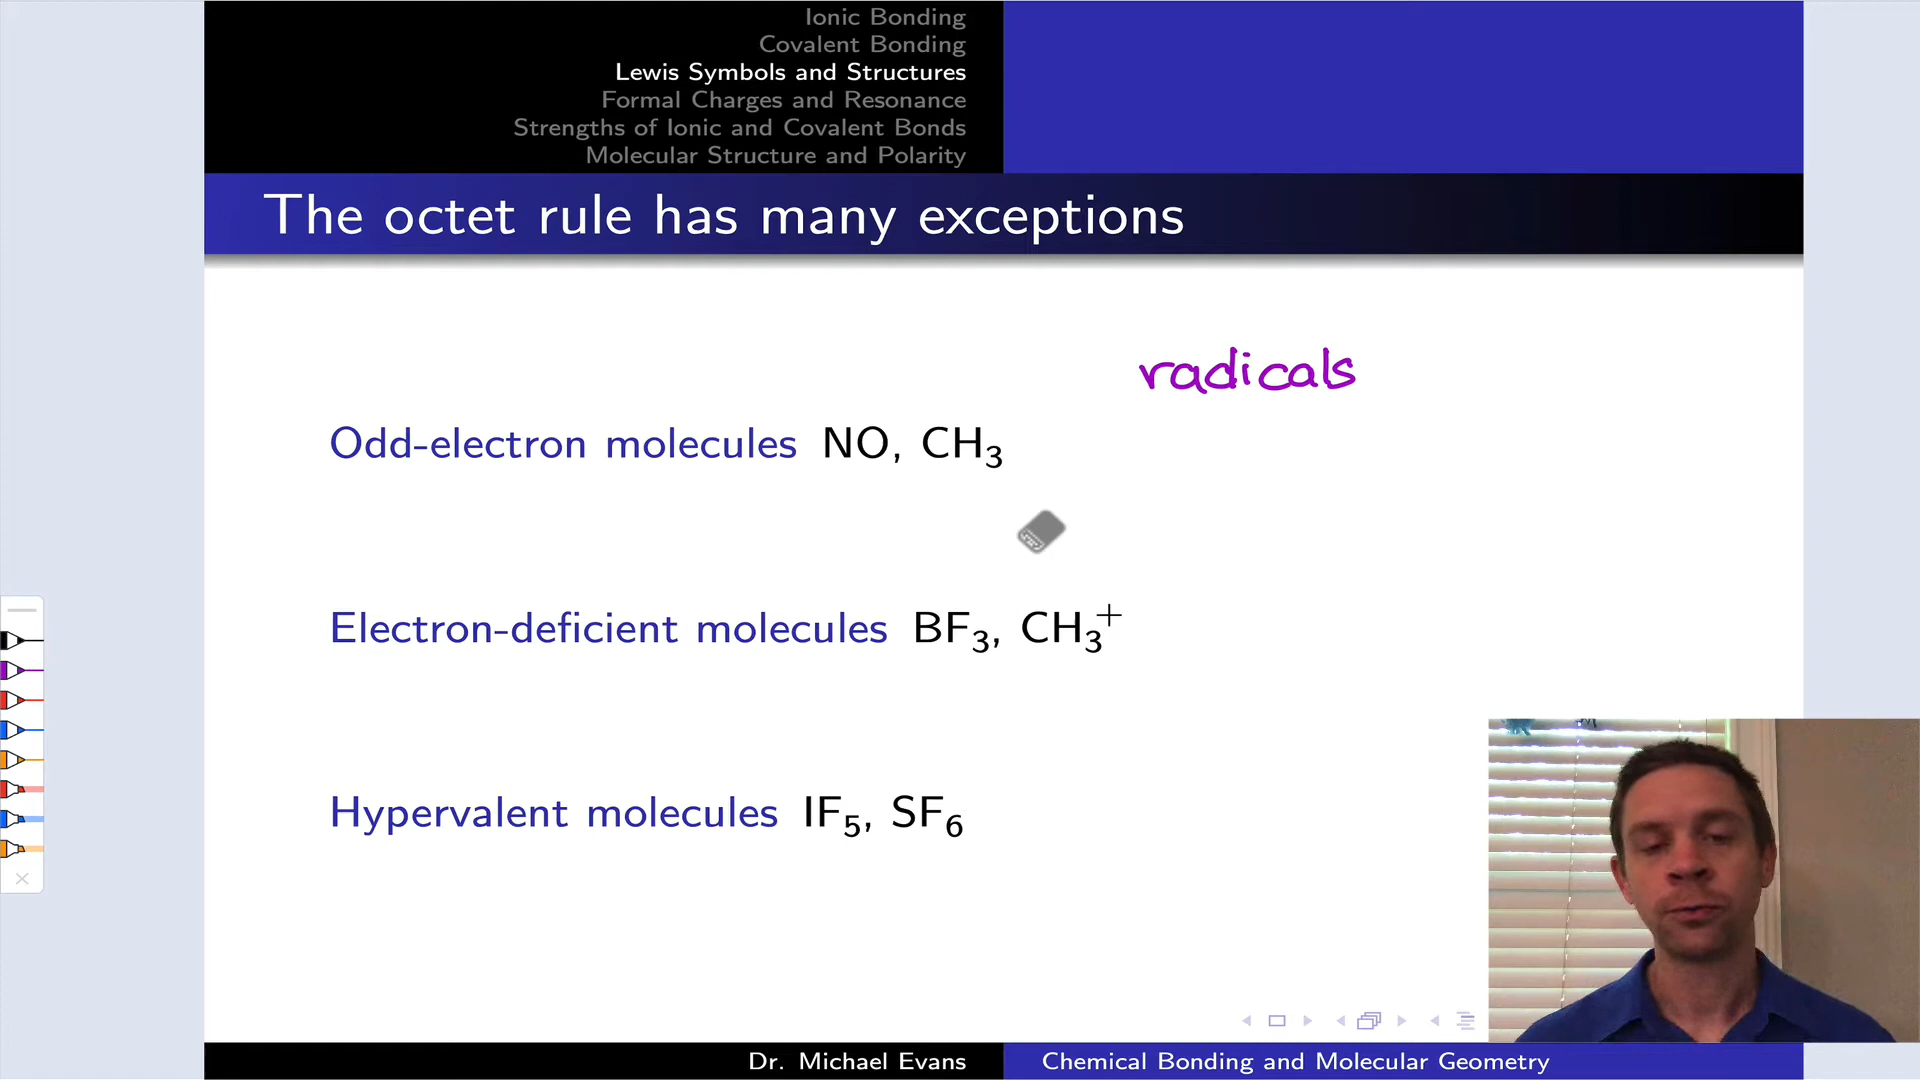 Ionic Bonding
Covalent Bonding
Lewis Symbols and Structures
Formal Charges and Resonance
Strengths of Ionic and Covalent Bonds
Molecular Structure and Polarity
The octet rule has many exceptions
radicals
Odd-electron molecules NO, CH₃
Electron-deficient molecules BF₃, CH₃⁺
Hypervalent molecules IF₅, SF₆
Dr. Michael Evans Chemical Bonding and Molecular Geometry